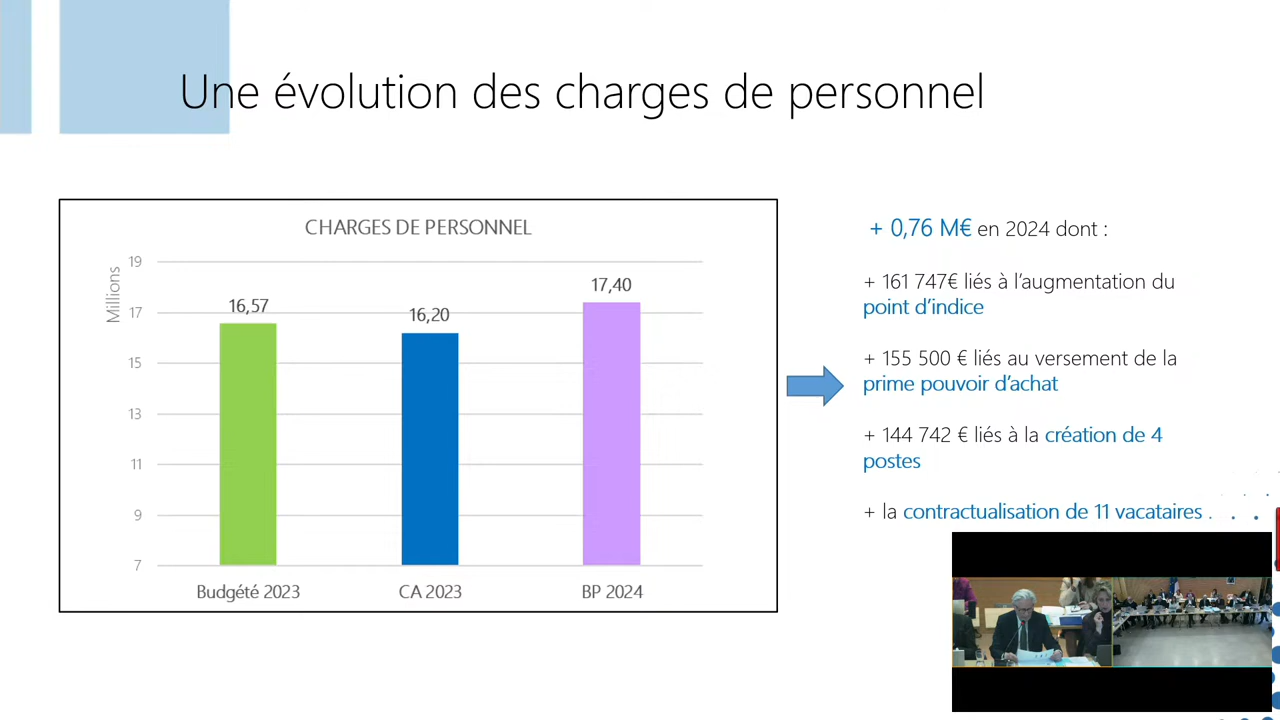 Une évolution des charges de personnel
CHARGES DE PERSONNEL
Millions
19
17
15
13
11
9
7
16,57
16,20
17,40
Budgété 2023
CA 2023
BP 2024
+ 0,76 M€ en 2024 dont :
+ 161 747€ liés à l'augmentation du
point d'indice
+ 155 500 € liés au versement de la
prime pouvoir d'achat
+ 144 742 € liés à la création de 4
postes
+ la contractualisation de 11 vacataires .